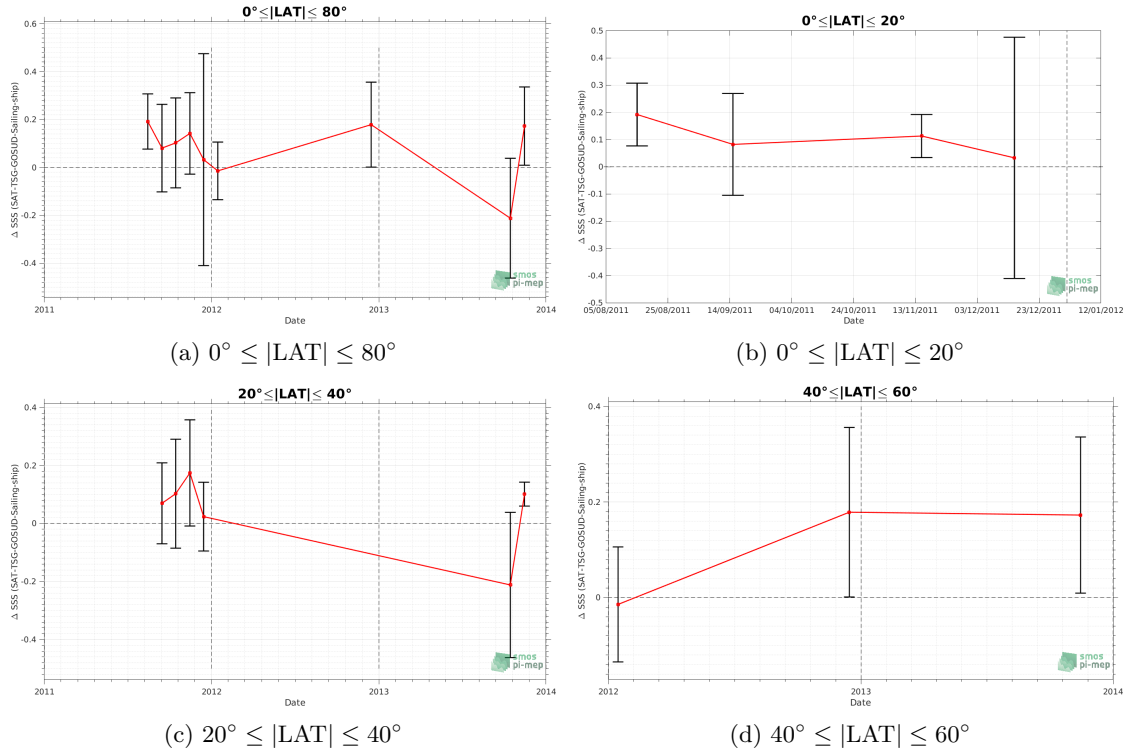 0°≤|LAT|≤ 80°
0.6
0.4
0.2
0
-0.2
-0.4
Δ SSS (SAT-TSG-GOSUD-Sailing-ship)
2011
2012
2013
2014
Date
smos
pi-mep
(a) 0° ≤ |LAT| ≤ 80°
0°≤|LAT|≤ 20°
0.5
0.4
0.3
0.2
0.1
0
-0.1
-0.2
-0.3
-0.4
-0.5
Δ SSS (SAT-TSG-GOSUD-Sailing-ship)
05/08/2011
25/08/2011
14/09/2011
04/10/2011
24/10/2011
13/11/2011
03/12/2011
23/12/2011
12/01/2012
Date
smos
pi-mep
(b) 0° ≤ |LAT| ≤ 20°
20°≤|LAT|≤ 40°
0.4
0.2
0
-0.2
-0.4
Δ SSS (SAT-TSG-GOSUD-Sailing-ship)
2011
2012
2013
2014
Date
smos
pi-mep
(c) 20° ≤ |LAT| ≤ 40°
40°≤|LAT|≤ 60°
0.4
0.2
0
Δ SSS (SAT-TSG-GOSUD-Sailing-ship)
2012
2013
2014
Date
smos
pi-mep
(d) 40° ≤ |LAT| ≤ 60°